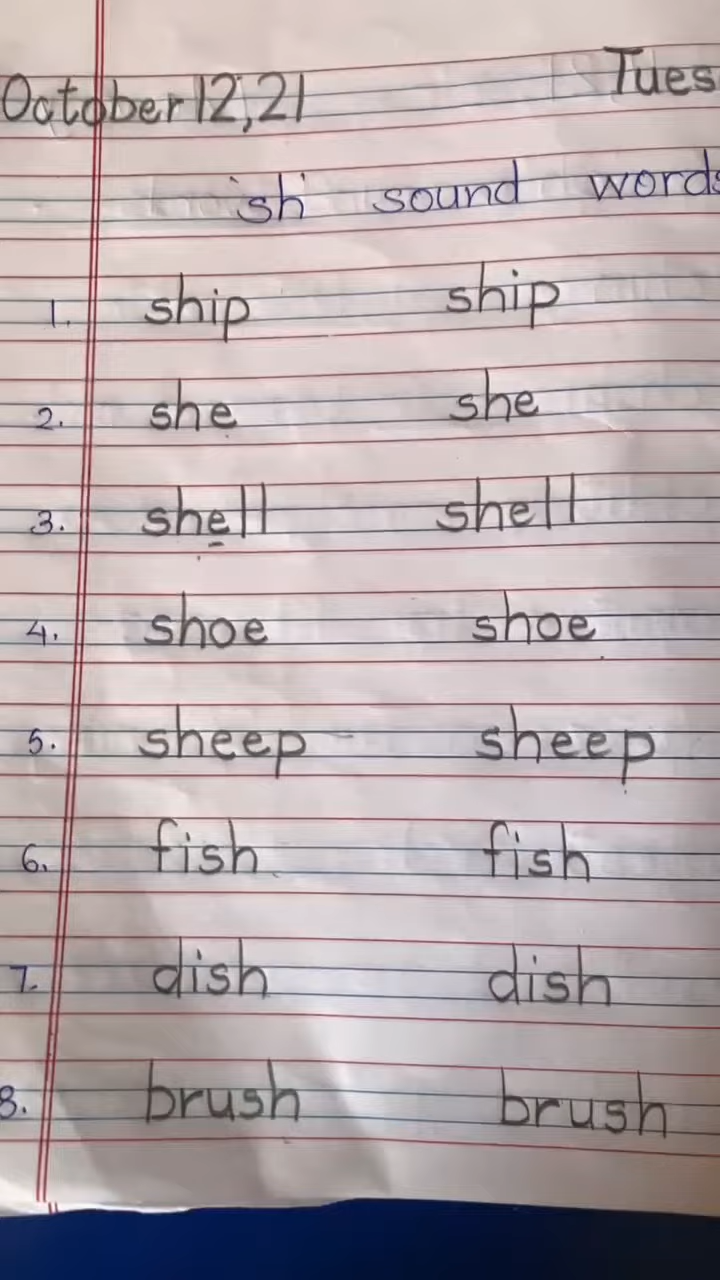 October 12, 21 Tues
'sh' sound words
1. ship ship
2. she she
3. shell shell
4. shoe shoe
5. sheep sheep
6. fish fish
7. dish dish
8. brush brush